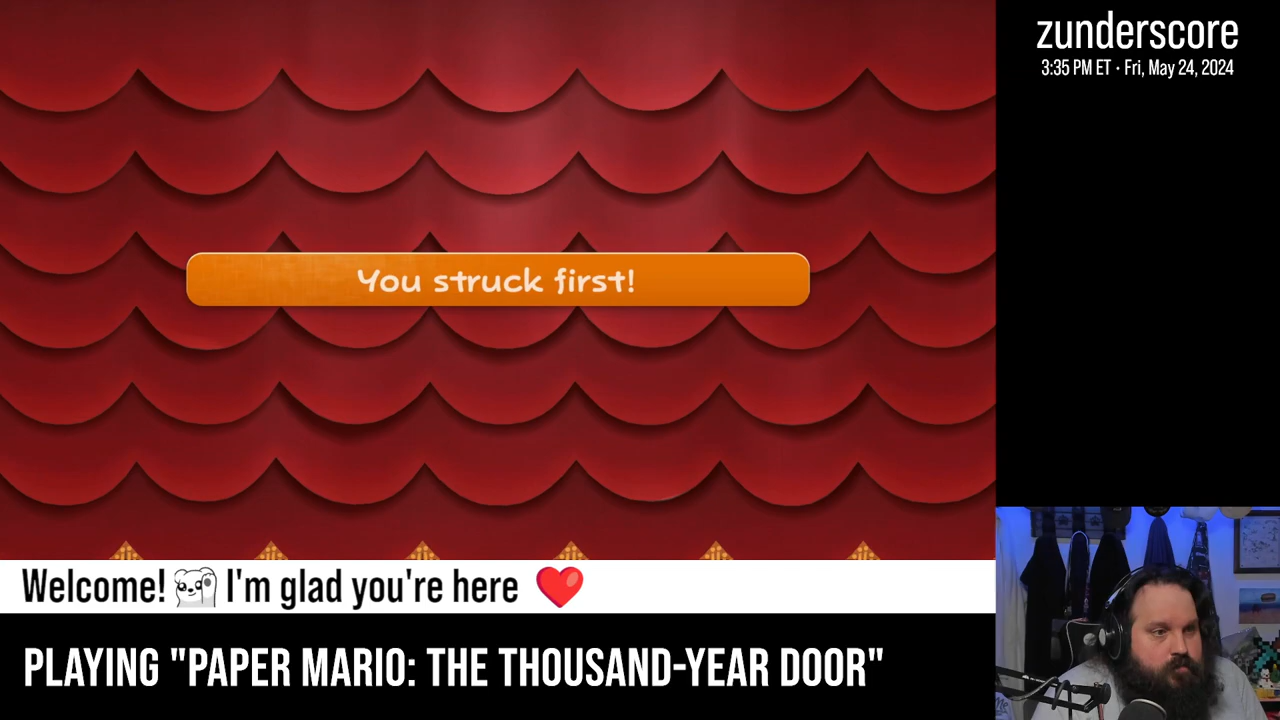 zunderscore
3:35 PM ET · Fri, May 24, 2024
You struck first!
Welcome! I'm glad you're here
PLAYING "PAPER MARIO: THE THOUSAND-YEAR DOOR"